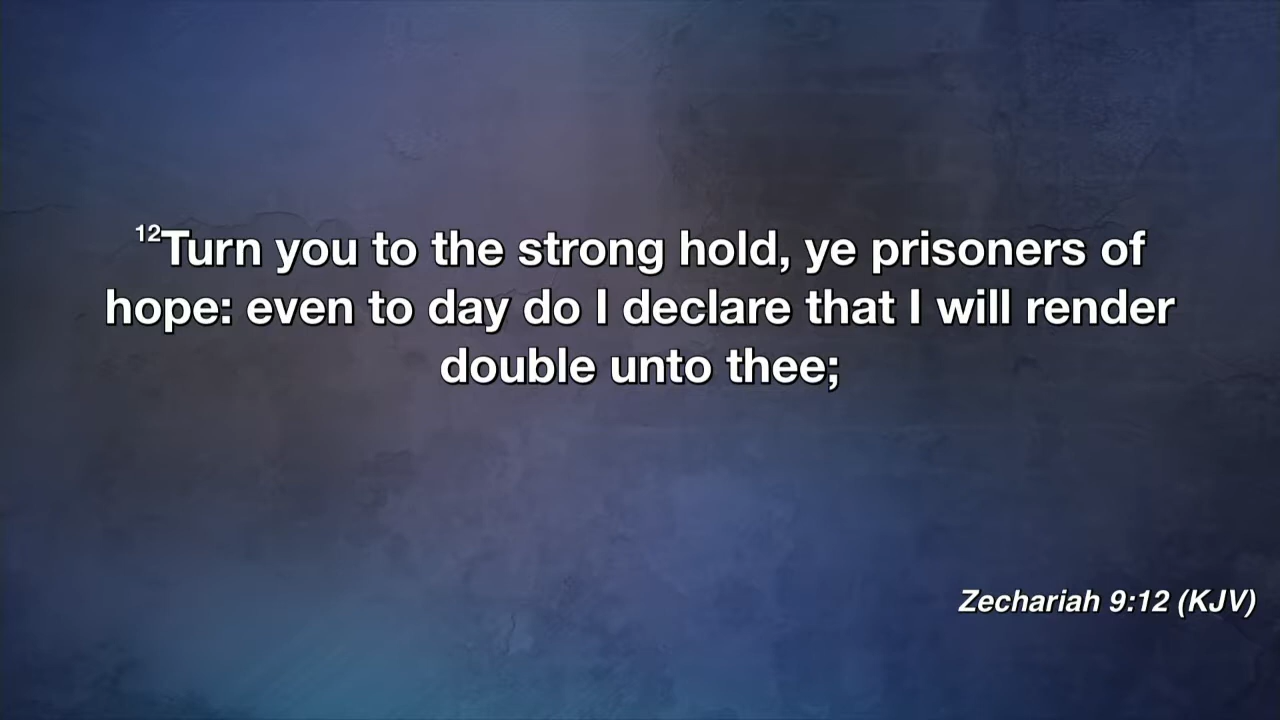 12Turn you to the strong hold, ye prisoners of
hope: even to day do I declare that I will render
double unto thee;
Zechariah 9:12 (KJV)